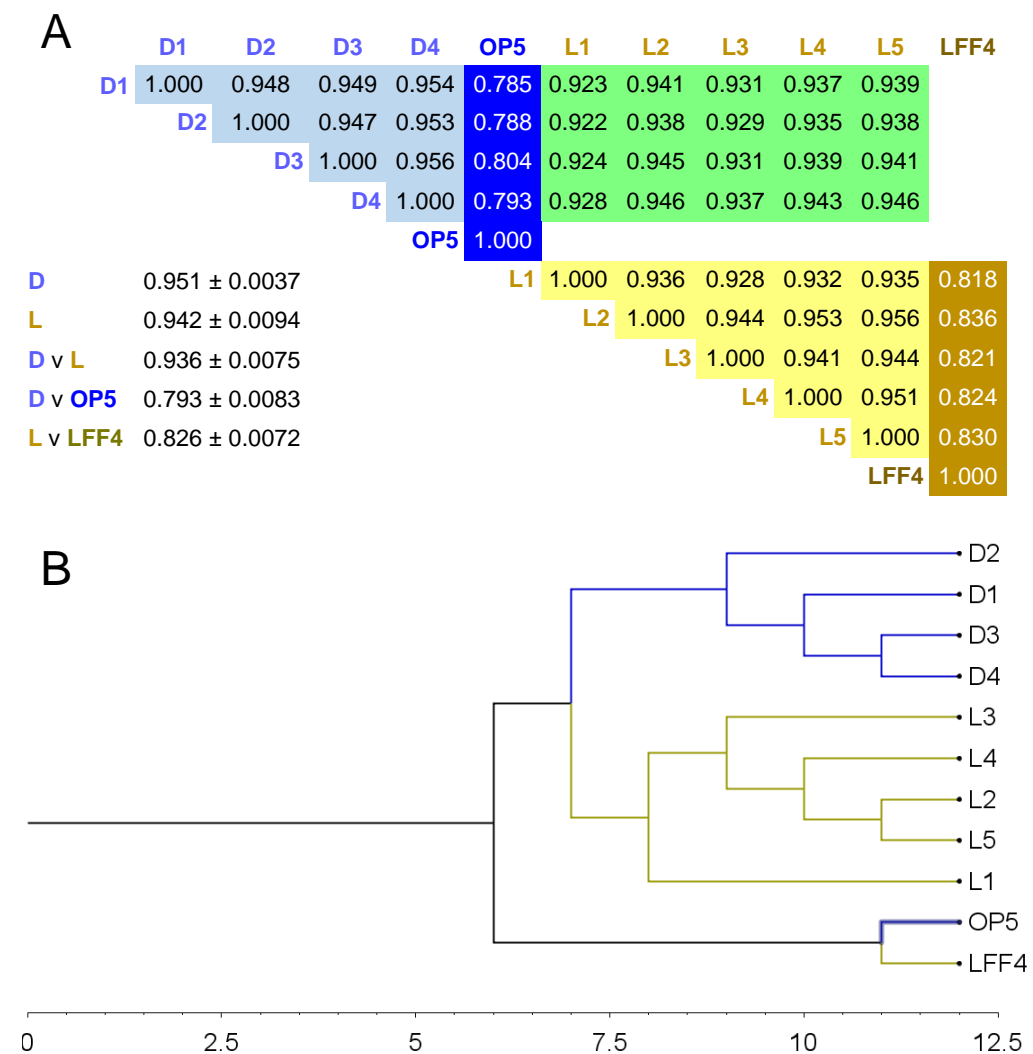 A
D1 D2 D3 D4 OP5 L1 L2 L3 L4 L5 LFF4
D1 1.000 0.948 0.949 0.954 0.785 0.923 0.941 0.931 0.937 0.939
D2 1.000 0.947 0.953 0.788 0.922 0.938 0.929 0.935 0.938
D3 1.000 0.956 0.804 0.924 0.945 0.931 0.939 0.941
D4 1.000 0.793 0.928 0.946 0.937 0.943 0.946
OP5 1.000
D 0.951 ± 0.0037 L1 1.000 0.936 0.928 0.932 0.935 0.818
L 0.942 ± 0.0094 L2 1.000 0.944 0.953 0.956 0.836
D v L 0.936 ± 0.0075 L3 1.000 0.941 0.944 0.821
D v OP5 0.793 ± 0.0083 L4 1.000 0.951 0.824
L v LFF4 0.826 ± 0.0072 L5 1.000 0.830
LFF4 1.000
B
D2
D1
D3
D4
L3
L4
L2
L5
L1
OP5
LFF4
0 2.5 5 7.5 10 12.5